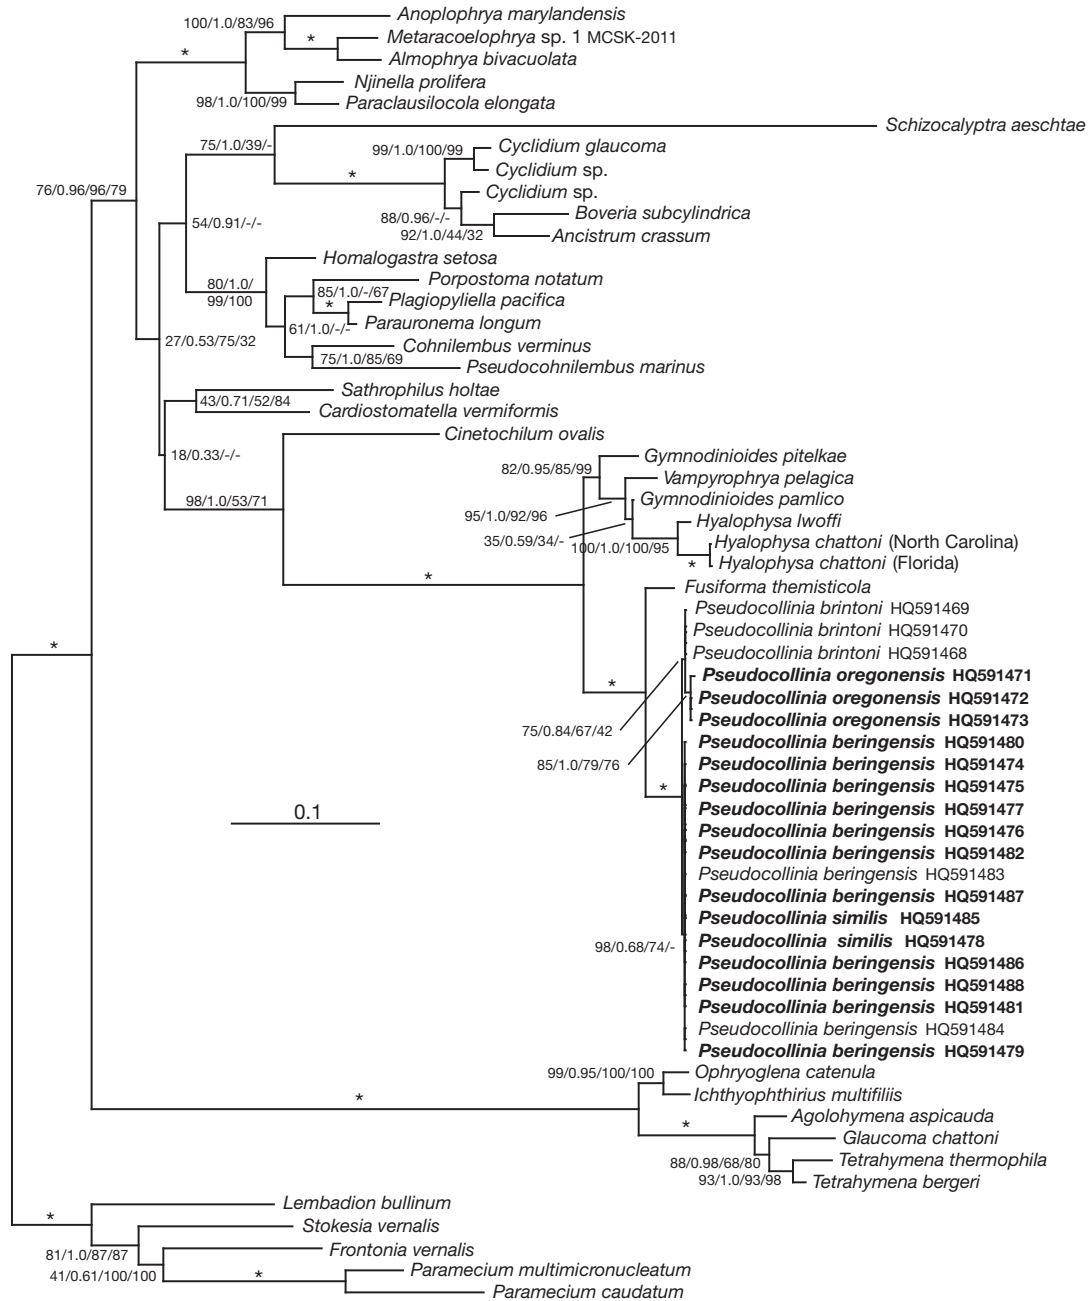 Anoplophrya marylandensis
100/1.0/83/96
*
Metaracoelophrya sp. 1 MCSK-2011
*
Almophrya bivacuolata
Njinella prolifera
98/1.0/100/99
Paraclausilocola elongata
Schizocalyptra aeschtae
75/1.0/39/-
99/1.0/100/99
Cyclidium glaucoma
Cyclidium sp.
*
76/0.96/96/79
Cyclidium sp.
88/0.96/-/-
Boveria subcylindrica
54/0.91/-/-
92/1.0/44/32
Ancistrum crassum
Homalogastra setosa
80/1.0/
99/100
Porpostoma notatum
85/1.0/-/67
*
Plagiopyliella pacifica
61/1.0/-/-
Parauronema longum
27/0.53/75/32
Cohnilembus verminus
75/1.0/85/69
Pseudocohnilembus marinus
Sathrophilus holtae
43/0.71/52/84
Cardiostomatella vermiformis
Cinetochilum ovalis
18/0.33/-/-
Gymnodinioides pitelkae
82/0.95/85/99
Vampyrophrya pelagica
98/1.0/53/71
Gymnodinioides pamlico
95/1.0/92/96
Hyalophysa lwoffi
35/0.59/34/-
100/1.0/100/95
Hyalophysa chattoni (North Carolina)
*
Hyalophysa chattoni (Florida)
*
Fusiforma themisticola
Pseudocollinia brintoni HQ591469
Pseudocollinia brintoni HQ591470
*
Pseudocollinia brintoni HQ591468
*
Pseudocollinia oregonensis HQ591471
Pseudocollinia oregonensis HQ591472
Pseudocollinia oregonensis HQ591473
75/0.84/67/42
Pseudocollinia beringensis HQ591480
85/1.0/79/76
Pseudocollinia beringensis HQ591474
*
Pseudocollinia beringensis HQ591475
0.1
Pseudocollinia beringensis HQ591477
Pseudocollinia beringensis HQ591476
Pseudocollinia beringensis HQ591482
Pseudocollinia beringensis HQ591483
Pseudocollinia beringensis HQ591487
Pseudocollinia similis HQ591485
98/0.68/74/-
Pseudocollinia similis HQ591478
Pseudocollinia beringensis HQ591486
Pseudocollinia beringensis HQ591488
Pseudocollinia beringensis HQ591481
Pseudocollinia beringensis HQ591484
Pseudocollinia beringensis HQ591479
99/0.95/100/100
Ophryoglena catenula
*
Ichthyophthirius multifiliis
*
Agolohymena aspicauda
Glaucoma chattoni
88/0.98/68/80
Tetrahymena thermophila
93/1.0/93/98
Tetrahymena bergeri
Lembadion bullinum
*
Stokesia vernalis
81/1.0/87/87
Frontonia vernalis
41/0.61/100/100
*
Paramecium multimicronucleatum
Paramecium caudatum